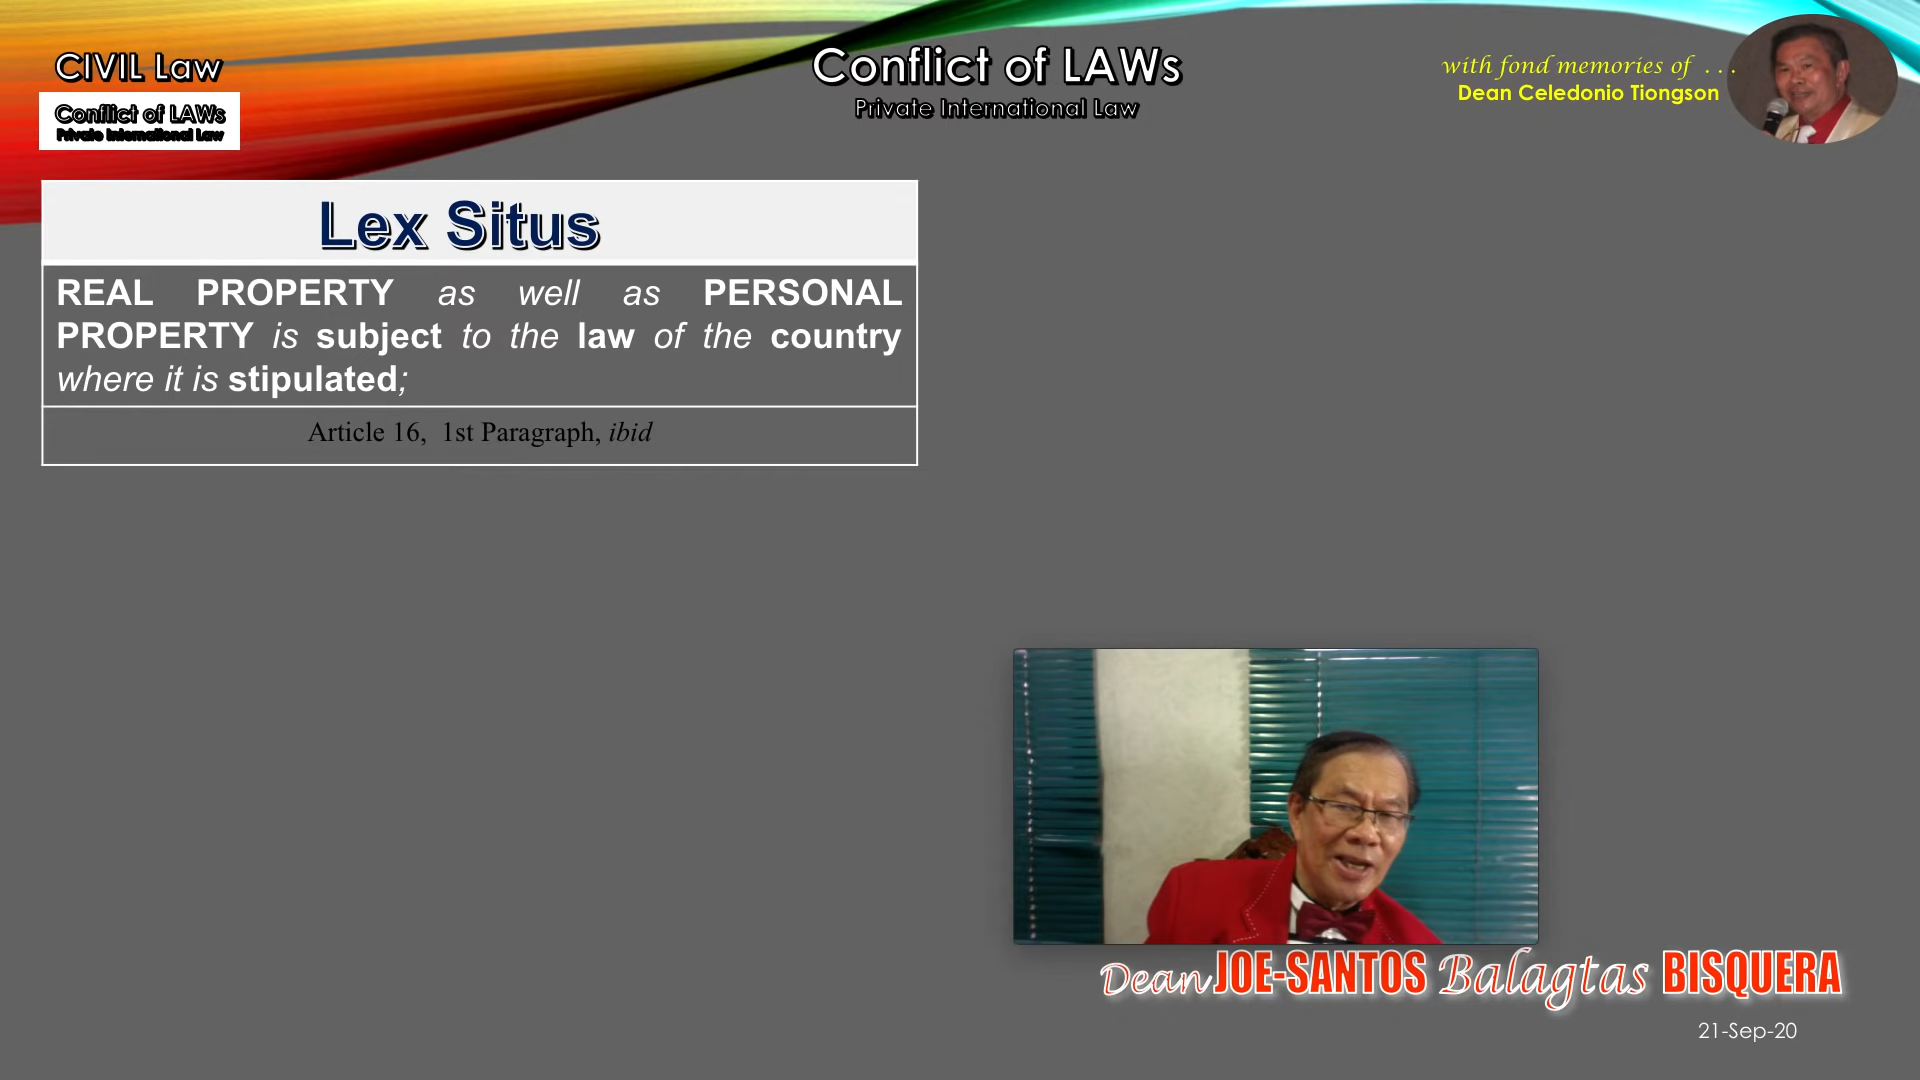 CIVIL Law
Conflict of LAWs
Private International Law
Conflict of LAWs
Private International Law
with fond memories of . . .
Dean Celedonio Tiongson
Lex Situs
REAL PROPERTY as well as PERSONAL
PROPERTY is subject to the law of the country
where it is stipulated;
Article 16, 1st Paragraph, ibid
Dean JOE-SANTOS Balagtas BISQUERA
21-Sep-20